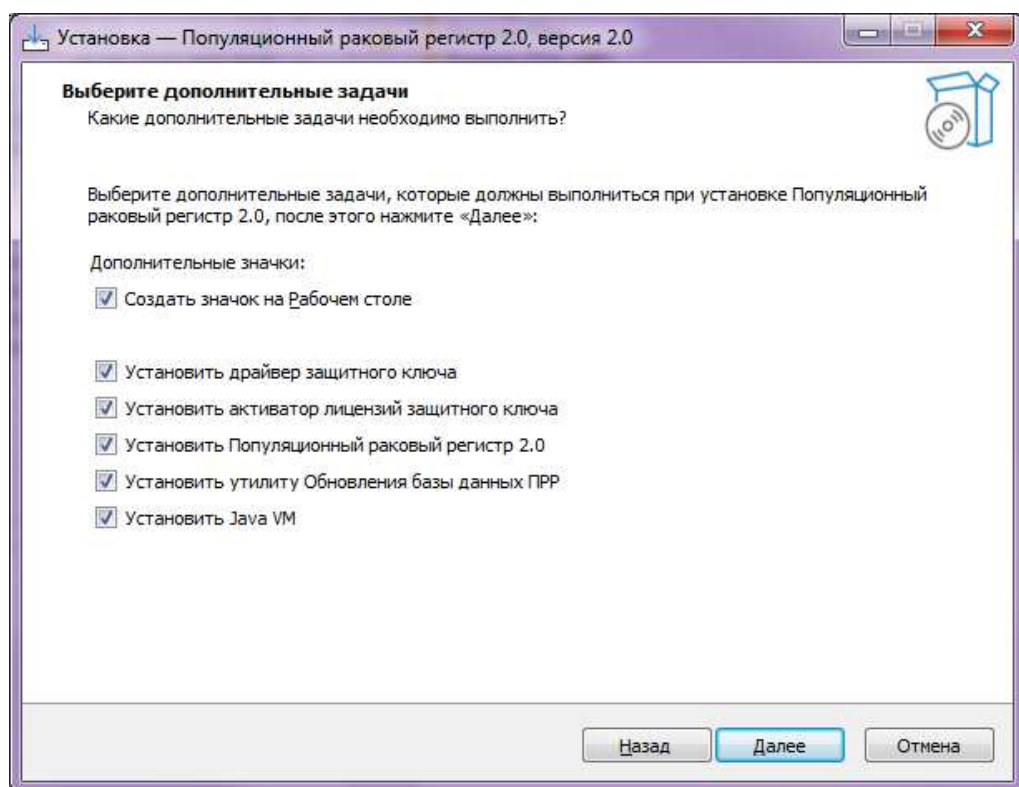 Установка — Популяционный раковый регистр 2.0, версия 2.0
Выберите дополнительные задачи
Какие дополнительные задачи необходимо выполнить?
Выберите дополнительные задачи, которые должны выполниться при установке Популяционный
раковый регистр 2.0, после этого нажмите «Далее»:
Дополнительные значки:
Создать значок на Рабочем столе
Установить драйвер защитного ключа
Установить активатор лицензий защитного ключа
Установить Популяционный раковый регистр 2.0
Установить утилиту Обновления базы данных ПРР
Установить Java VM
Назад Далее Отмена